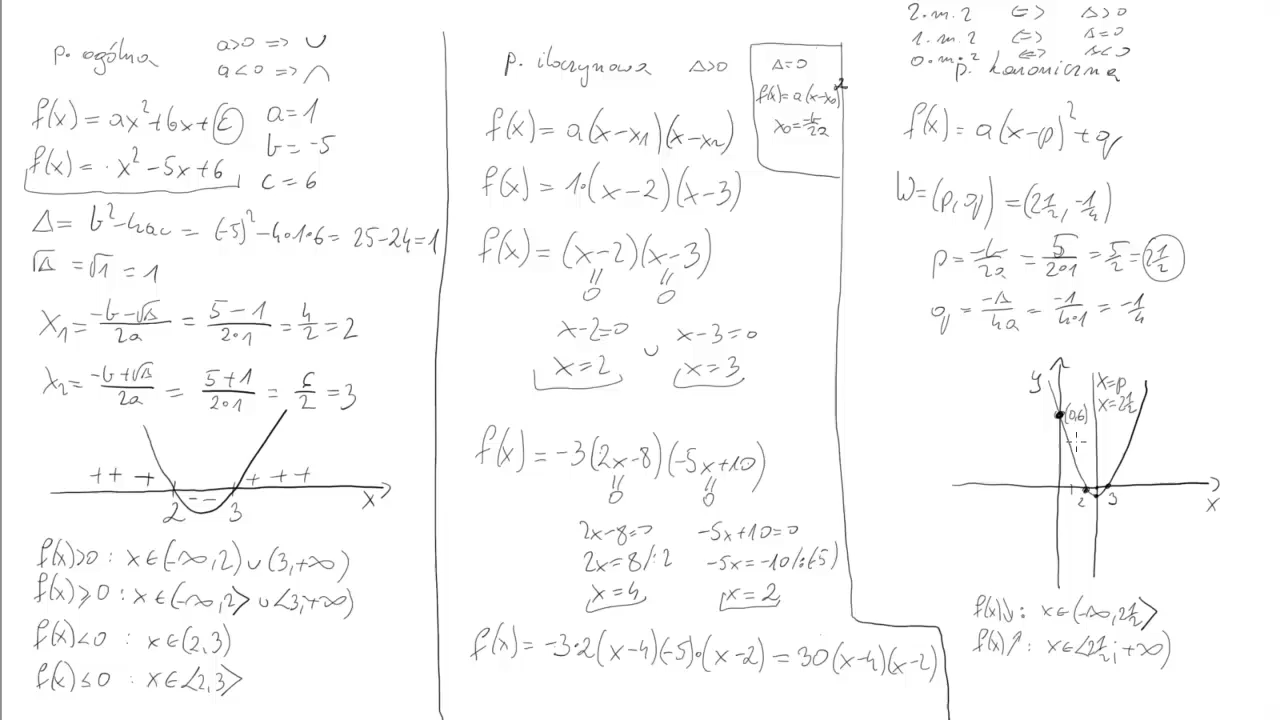 p. ogólna
a>0 => ∪
a<0 => ∩
f(x) = ax²+bx+c
a=1
f(x) = x²-5x+6
b=-5
c=6
Δ = b²-4ac = (-5)²-4·1·6 = 25-24=1
√Δ = √1 = 1
x₁ = (-b-√Δ)/2a = (5-1)/(2·1) = 4/2 = 2
x₂ = (-b+√Δ)/2a = (5+1)/(2·1) = 6/2 = 3
++ + -- + + +
2 3 x
f(x)>0 : x∈(-∞,2)∪(3,+∞)
f(x)⩾0 : x∈(-∞,2>∪<3,+∞)
f(x)<0 : x∈(2,3)
f(x)≤0 : x∈<2,3>
p. iloczynowa Δ>0
Δ=0
f(x)=a(x-x₀)²
x₀=-b/2a
f(x) = a(x-x₁)(x-x₂)
f(x) = 1·(x-2)(x-3)
f(x) = (x-2)(x-3)
0 0
x-2=0 ∪ x-3=0
x=2 x=3
f(x) = -3(2x-8)(-5x+10)
0 0
2x-8=0 -5x+10=0
2x=8/:2 -5x=-10/:(-5)
x=4 x=2
f(x) = -3·2(x-4)(-5)·(x-2) = 30(x-4)(x-2)
2.m.z <=> Δ>0
1.m.z <=> Δ=0
0.m.z <=> Δ<0
p. kanoniczna
f(x) = a(x-p)²+q
W=(p,q) = (2½,-¼)
p = -b/2a = 5/(2·1) = 5/2 = 2½
q = -Δ/4a = -1/(4·1) = -¼
y
x=p
x=2½
(0,6)
1 2 3
x
f(x)↓ : x∈(-∞,2½>
f(x)↗ : x∈<2½;+∞)